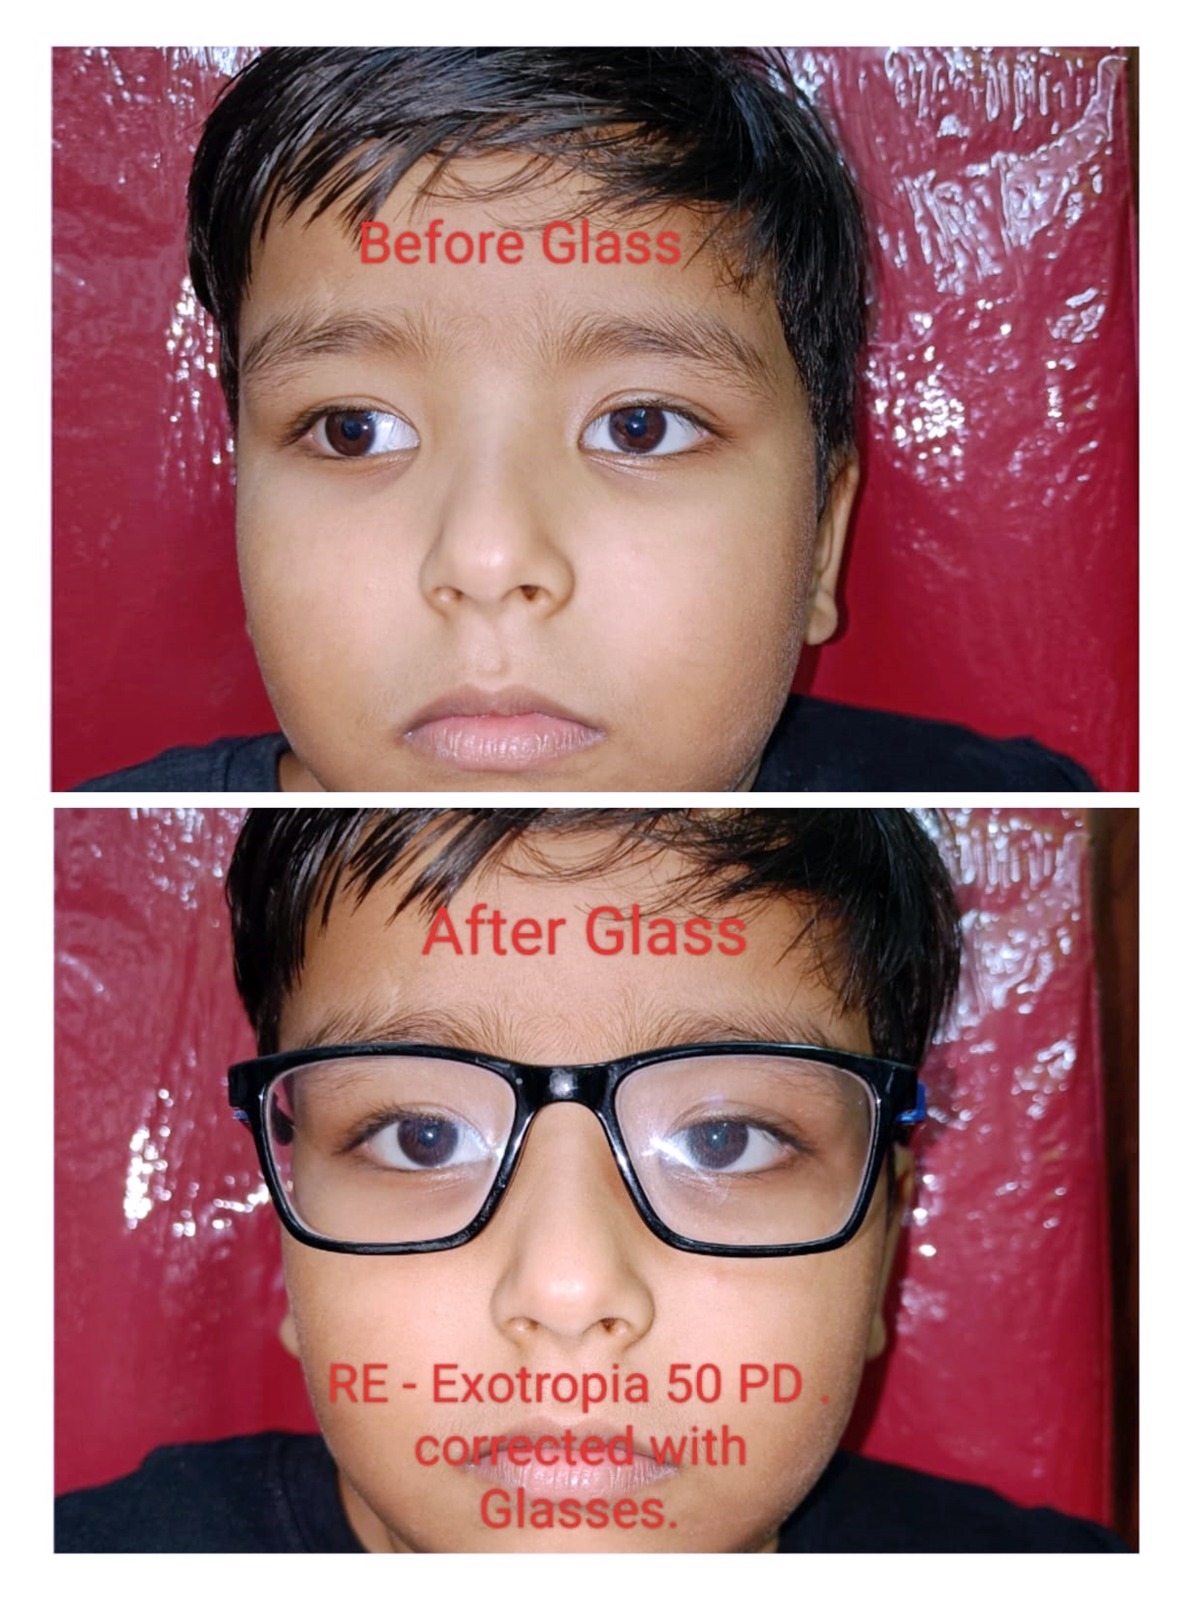 Before Glass
After Glass
RE - Exotropia 50 PD .
corrected with
Glasses.